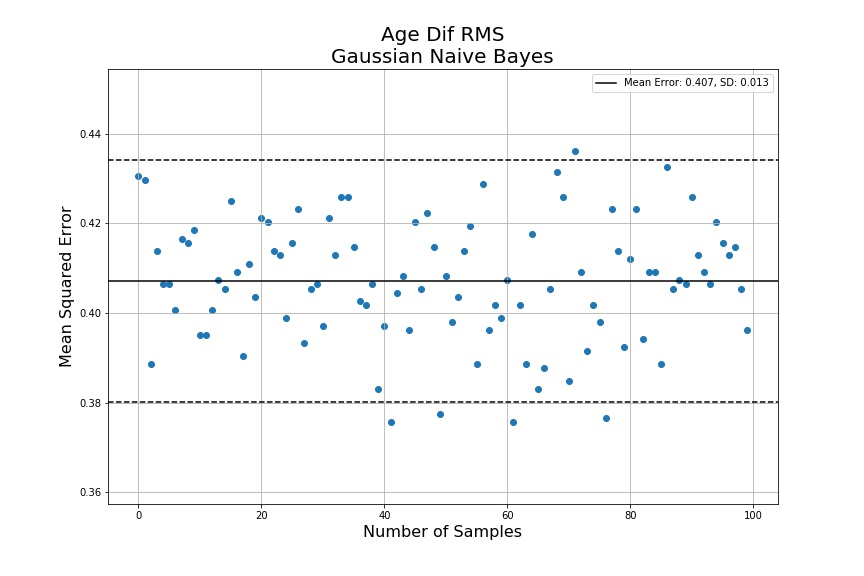 Age Dif RMS
Gaussian Naive Bayes
Mean Error: 0.407, SD: 0.013
Mean Squared Error
0.44
0.42
0.40
0.38
0.36
0
20
40
60
80
100
Number of Samples